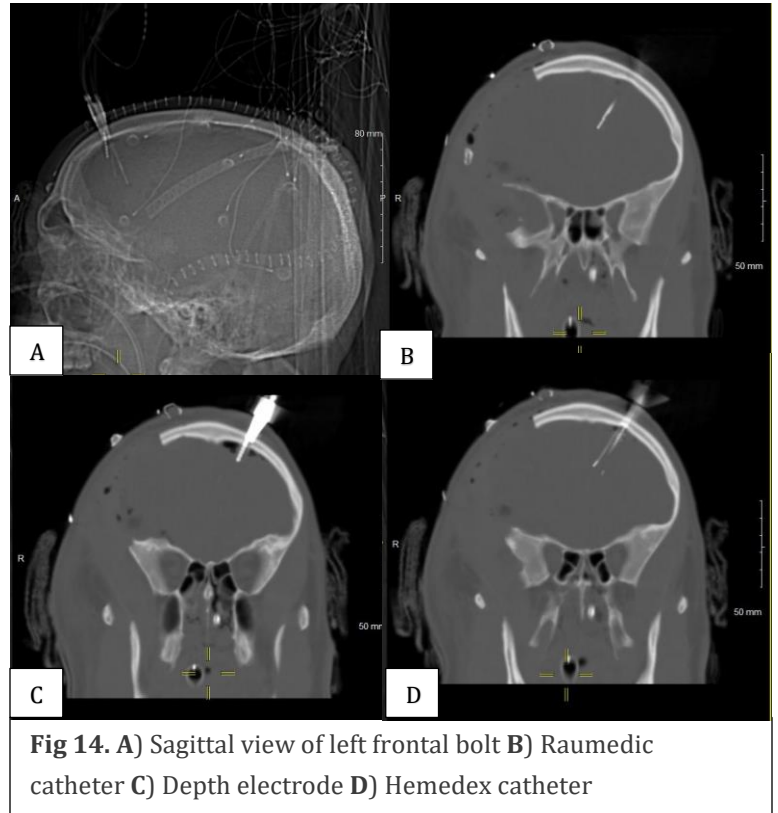 80 mm
A
P
A
R
50 mm
B
R
50 mm
C
R
50 mm
D
Fig 14. A) Sagittal view of left frontal bolt B) Raumedic
catheter C) Depth electrode D) Hemedex catheter